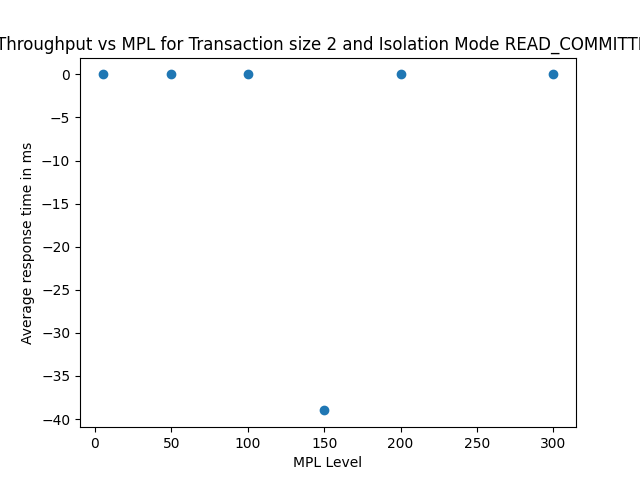 Throughput vs MPL for Transaction size 2 and Isolation Mode READ_COMMITT
0
−5
−10
−15
−20
−25
−30
−35
−40
Average response time in ms
0 50 100 150 200 250 300
MPL Level